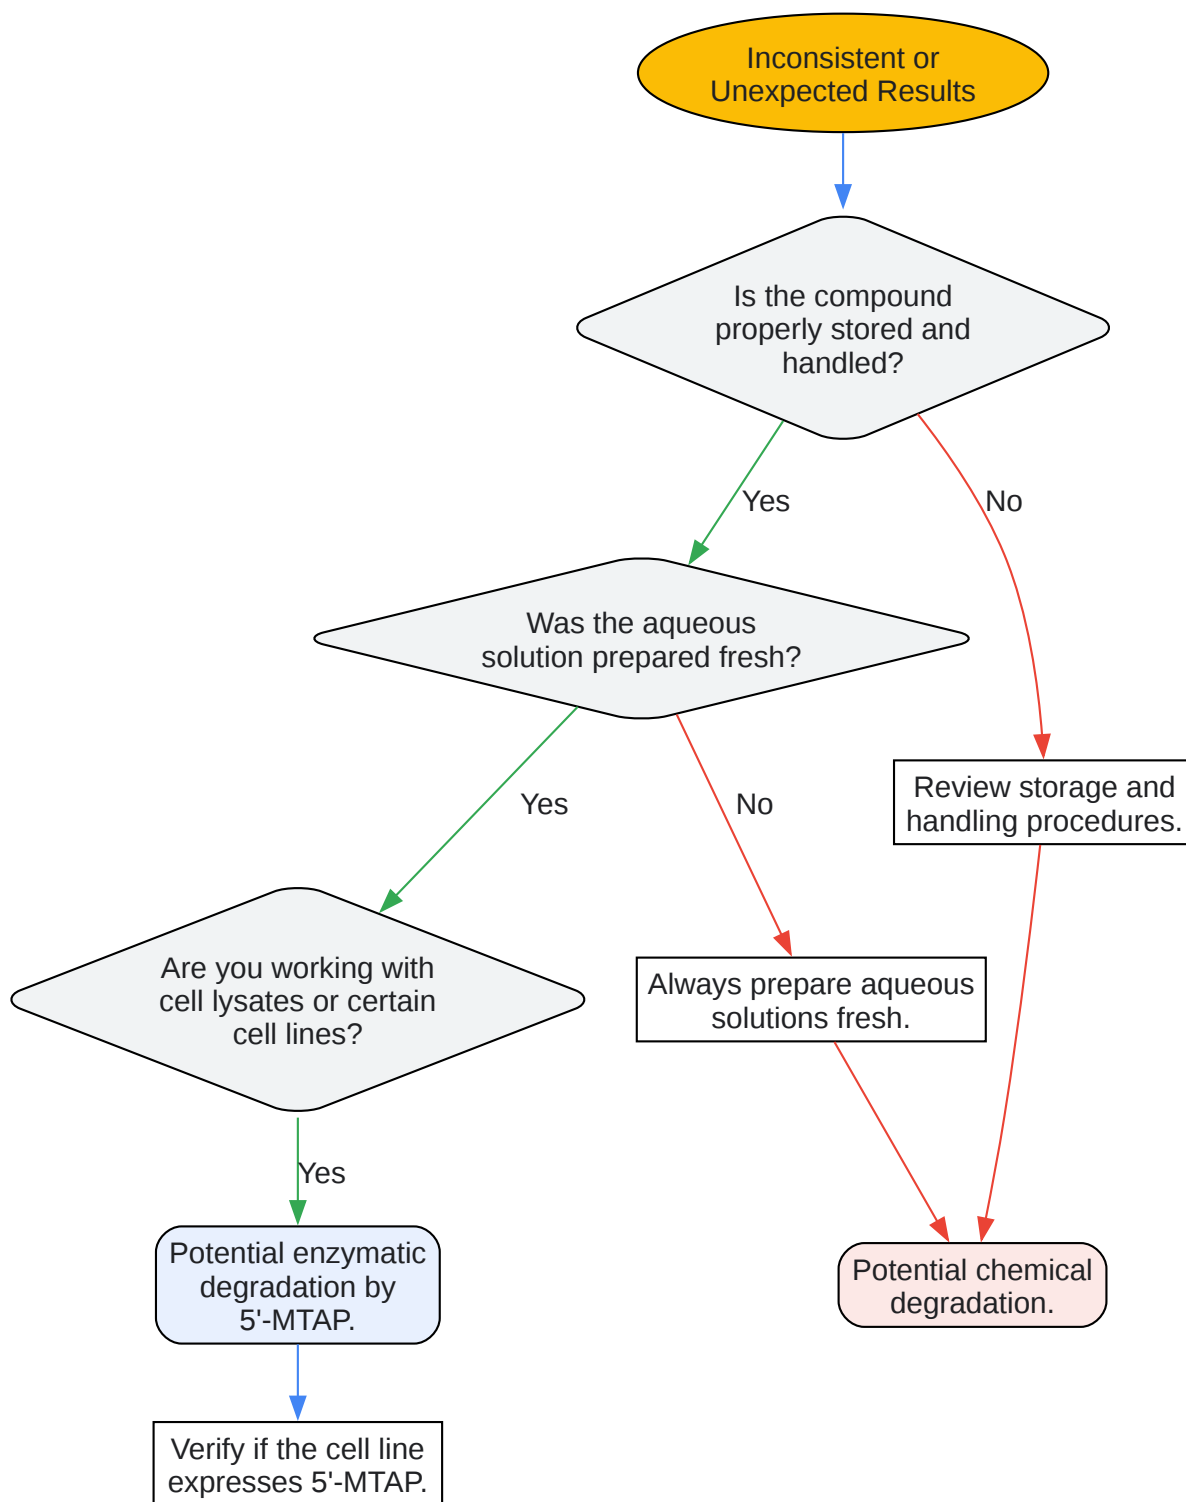 Inconsistent or
Unexpected Results
Is the compound
properly stored and
handled?
Yes
No
Was the aqueous
solution prepared fresh?
Yes
No
Review storage and
handling procedures.
Are you working with
cell lysates or certain
cell lines?
Always prepare aqueous
solutions fresh.
Yes
Potential enzymatic
degradation by
5'-MTAP.
Potential chemical
degradation.
Verify if the cell line
expresses 5'-MTAP.